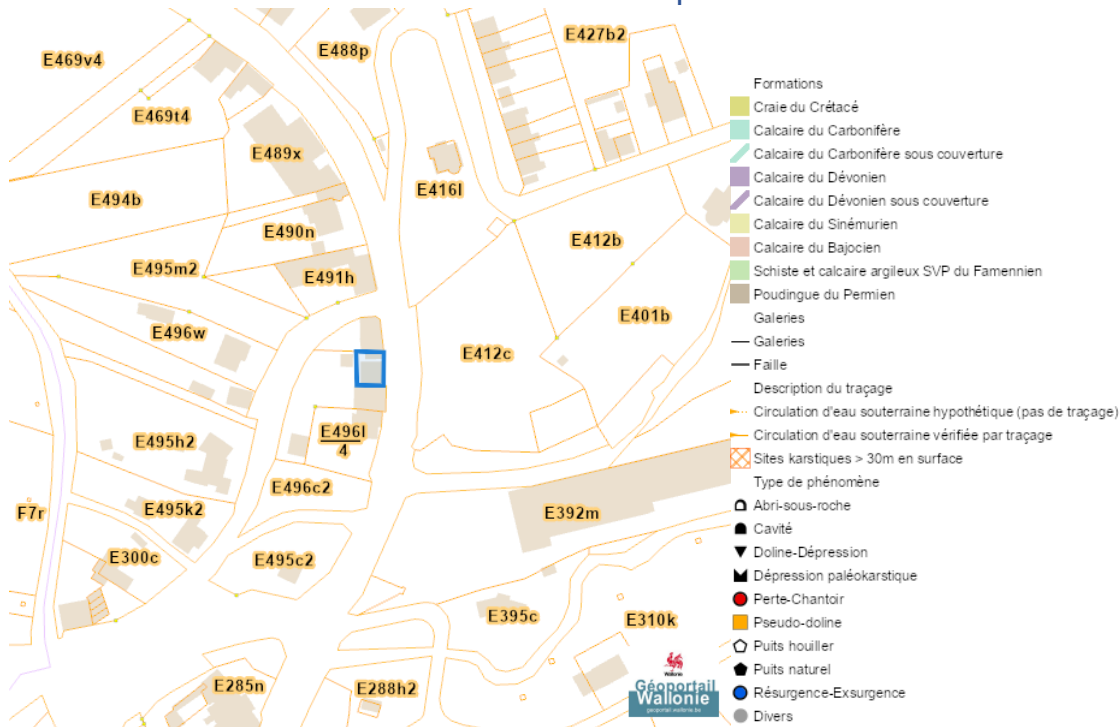 E488p
E427b2
E469v4
E469t4
E489x
E416l
E494b
E490n
E412b
E495m2
E491h
E401b
E496w
E412c
E496l
4
E495h2
E496c2
E495k2
F7r
E392m
E300c
E495c2
E395c
E310k
E285n
E288h2
Wallonie
Géoportail
Wallonie
geoportail.wallonie.be
Formations
Craie du Crétacé
Calcaire du Carbonifère
Calcaire du Carbonifère sous couverture
Calcaire du Dévonien
Calcaire du Dévonien sous couverture
Calcaire du Sinémurien
Calcaire du Bajocien
Schiste et calcaire argileux SVP du Famennien
Poudingue du Permien
Galeries
Galeries
Faille
Description du traçage
Circulation d'eau souterraine hypothétique (pas de traçage)
Circulation d'eau souterraine vérifiée par traçage
Sites karstiques > 30m en surface
Type de phénomène
Abri-sous-roche
Cavité
Doline-Dépression
Dépression paléokarstique
Perte-Chantoir
Pseudo-doline
Puits houiller
Puits naturel
Résurgence-Exsurgence
Divers